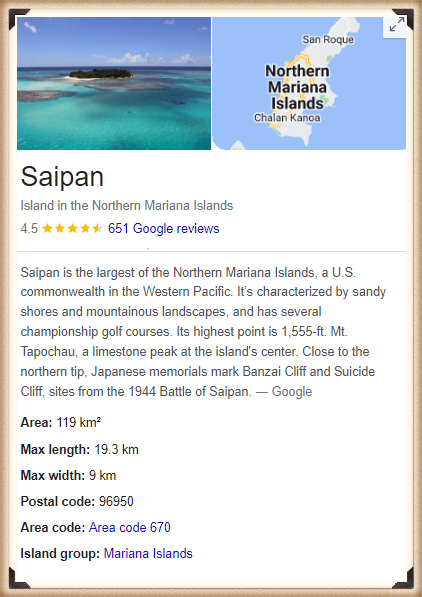 San Roque
Northern
Mariana
Islands
Chalan Kanoa
Saipan
Island in the Northern Mariana Islands
4.5 651 Google reviews
Saipan is the largest of the Northern Mariana Islands, a U.S.
commonwealth in the Western Pacific. It's characterized by sandy
shores and mountainous landscapes, and has several
championship golf courses. Its highest point is 1,555-ft. Mt.
Tapochau, a limestone peak at the island's center. Close to the
northern tip, Japanese memorials mark Banzai Cliff and Suicide
Cliff, sites from the 1944 Battle of Saipan. — Google
Area: 119 km²
Max length: 19.3 km
Max width: 9 km
Postal code: 96950
Area code: Area code 670
Island group: Mariana Islands